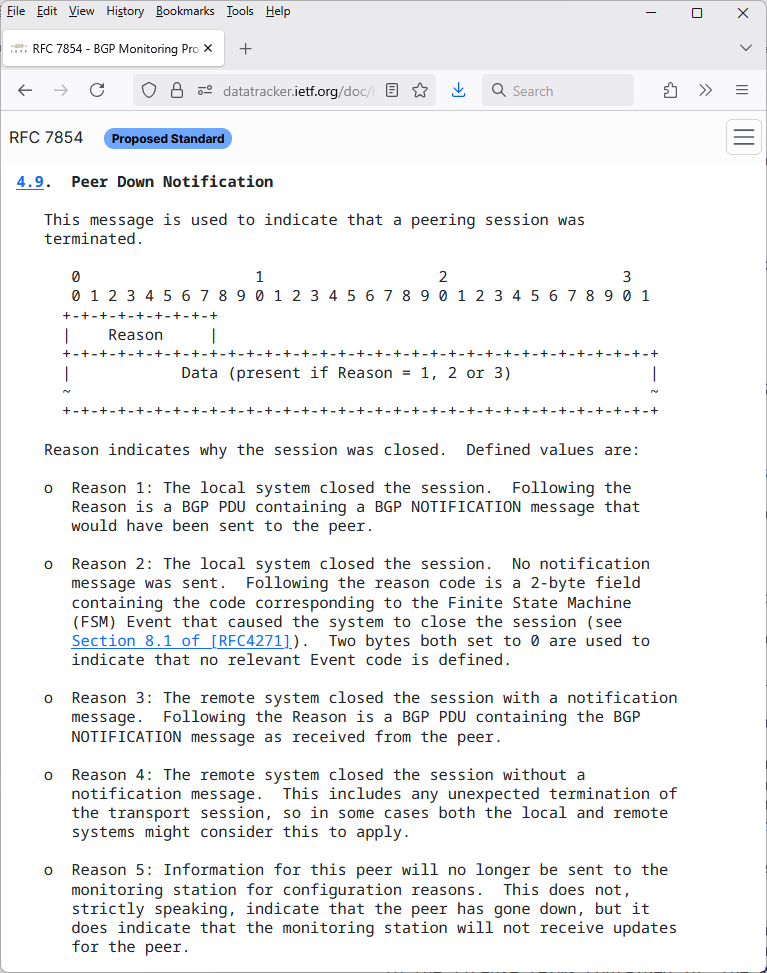 File Edit View History Bookmarks Tools Help
RFC 7854 - BGP Monitoring Pro
datatracker.ietf.org/doc/
Search
RFC 7854 Proposed Standard
4.9. Peer Down Notification
This message is used to indicate that a peering session was
terminated.
0 1 2 3
0 1 2 3 4 5 6 7 8 9 0 1 2 3 4 5 6 7 8 9 0 1 2 3 4 5 6 7 8 9 0 1
+-+-+-+-+-+-+-+-+
| Reason |
+-+-+-+-+-+-+-+-+-+-+-+-+-+-+-+-+-+-+-+-+-+-+-+-+-+-+-+-+-+-+-+-+
| Data (present if Reason = 1, 2 or 3) |
~ ~
+-+-+-+-+-+-+-+-+-+-+-+-+-+-+-+-+-+-+-+-+-+-+-+-+-+-+-+-+-+-+-+-+
Reason indicates why the session was closed. Defined values are:
o Reason 1: The local system closed the session. Following the
Reason is a BGP PDU containing a BGP NOTIFICATION message that
would have been sent to the peer.
o Reason 2: The local system closed the session. No notification
message was sent. Following the reason code is a 2-byte field
containing the code corresponding to the Finite State Machine
(FSM) Event that caused the system to close the session (see
Section 8.1 of [RFC4271]). Two bytes both set to 0 are used to
indicate that no relevant Event code is defined.
o Reason 3: The remote system closed the session with a notification
message. Following the Reason is a BGP PDU containing the BGP
NOTIFICATION message as received from the peer.
o Reason 4: The remote system closed the session without a
notification message. This includes any unexpected termination of
the transport session, so in some cases both the local and remote
systems might consider this to apply.
o Reason 5: Information for this peer will no longer be sent to the
monitoring station for configuration reasons. This does not,
strictly speaking, indicate that the peer has gone down, but it
does indicate that the monitoring station will not receive updates
for the peer.